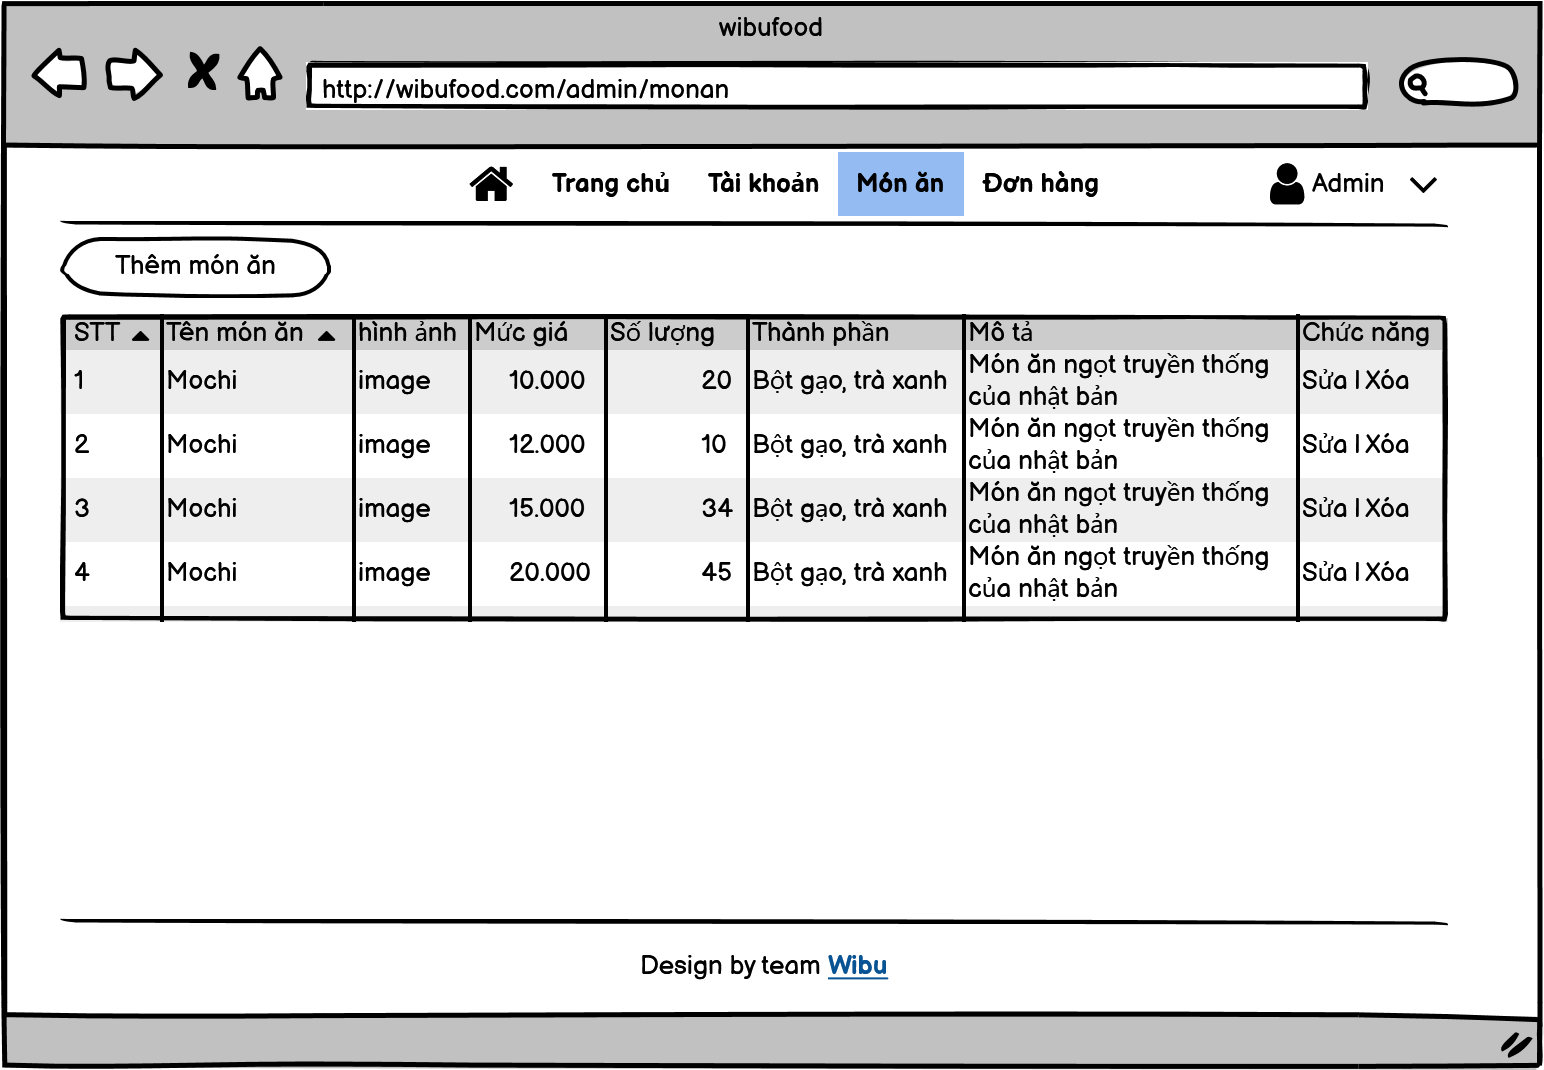 wibufood
http://wibufood.com/admin/monan
Trang chủ Tài khoản Món ăn Đơn hàng Admin
Thêm món ăn
STT Tên món ăn hình ảnh Mức giá Số lượng Thành phần Mô tả Chức năng
1 Mochi image 10.000 20 Bột gạo, trà xanh Món ăn ngọt truyền thống
của nhật bản Sửa | Xóa
2 Mochi image 12.000 10 Bột gạo, trà xanh Món ăn ngọt truyền thống
của nhật bản Sửa | Xóa
3 Mochi image 15.000 34 Bột gạo, trà xanh Món ăn ngọt truyền thống
của nhật bản Sửa | Xóa
4 Mochi image 20.000 45 Bột gạo, trà xanh Món ăn ngọt truyền thống
của nhật bản Sửa | Xóa
Design by team Wibu